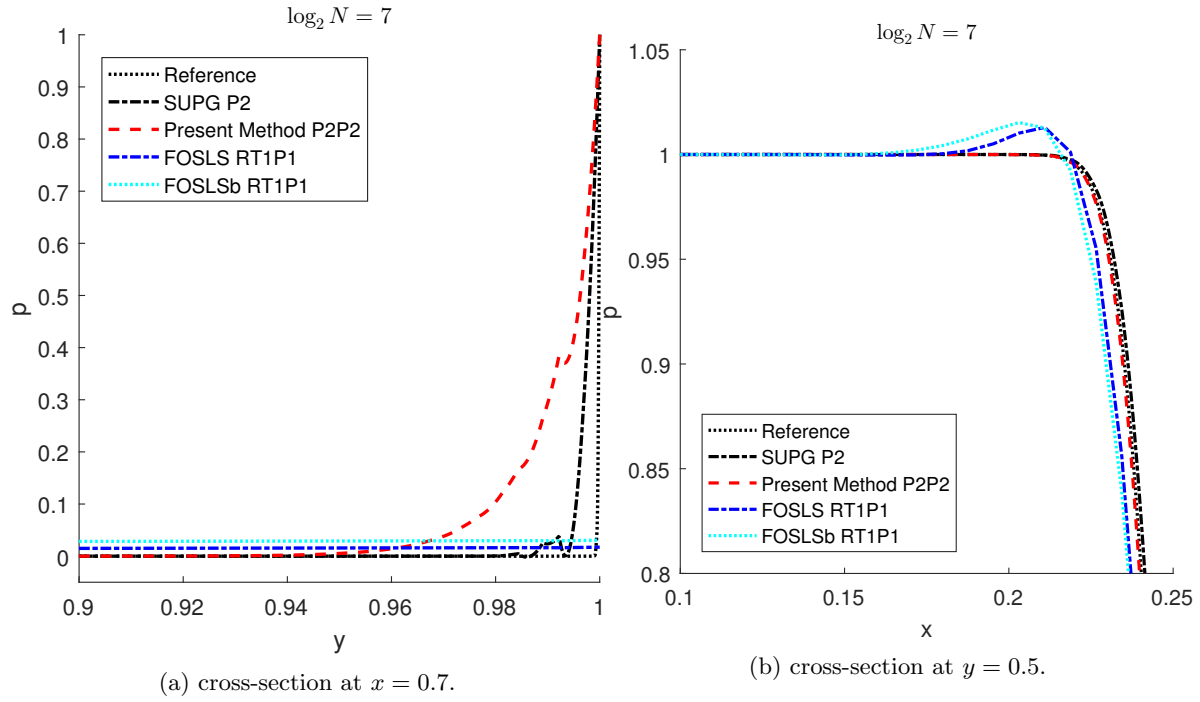 log₂ N = 7
1
0.9
0.8
0.7
0.6
0.5
0.4
0.3
0.2
0.1
0
p
Reference
SUPG P2
Present Method P2P2
FOSLS RT1P1
FOSLSb RT1P1
0.9 0.92 0.94 0.96 0.98 1
y
(a) cross-section at x = 0.7.
log₂ N = 7
1.05
1
0.95
0.9
0.85
0.8
p
Reference
SUPG P2
Present Method P2P2
FOSLS RT1P1
FOSLSb RT1P1
0.1 0.15 0.2 0.25
x
(b) cross-section at y = 0.5.